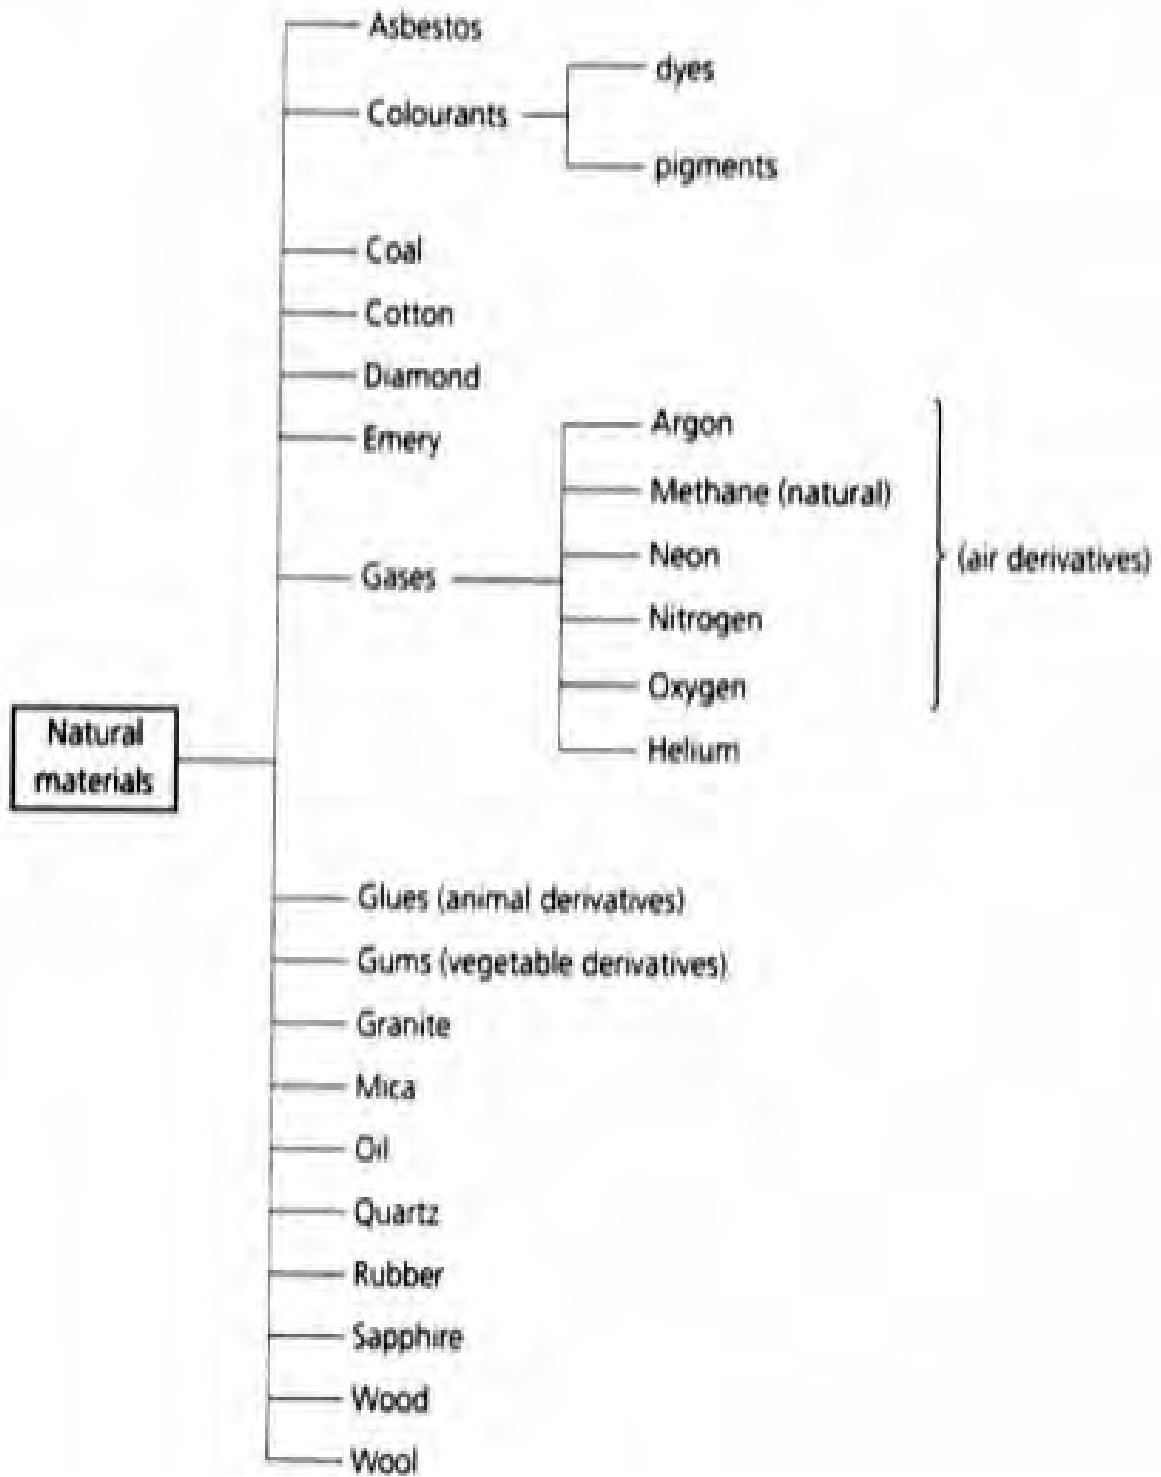 Asbestos
dyes
Colourants
pigments
Coal
Cotton
Diamond
Emery
Argon
Methane (natural)
Neon
(air derivatives)
Gases
Nitrogen
Oxygen
Helium
Natural
materials
Glues (animal derivatives)
Gums (vegetable derivatives)
Granite
Mica
Oil
Quartz
Rubber
Sapphire
Wood
Wool